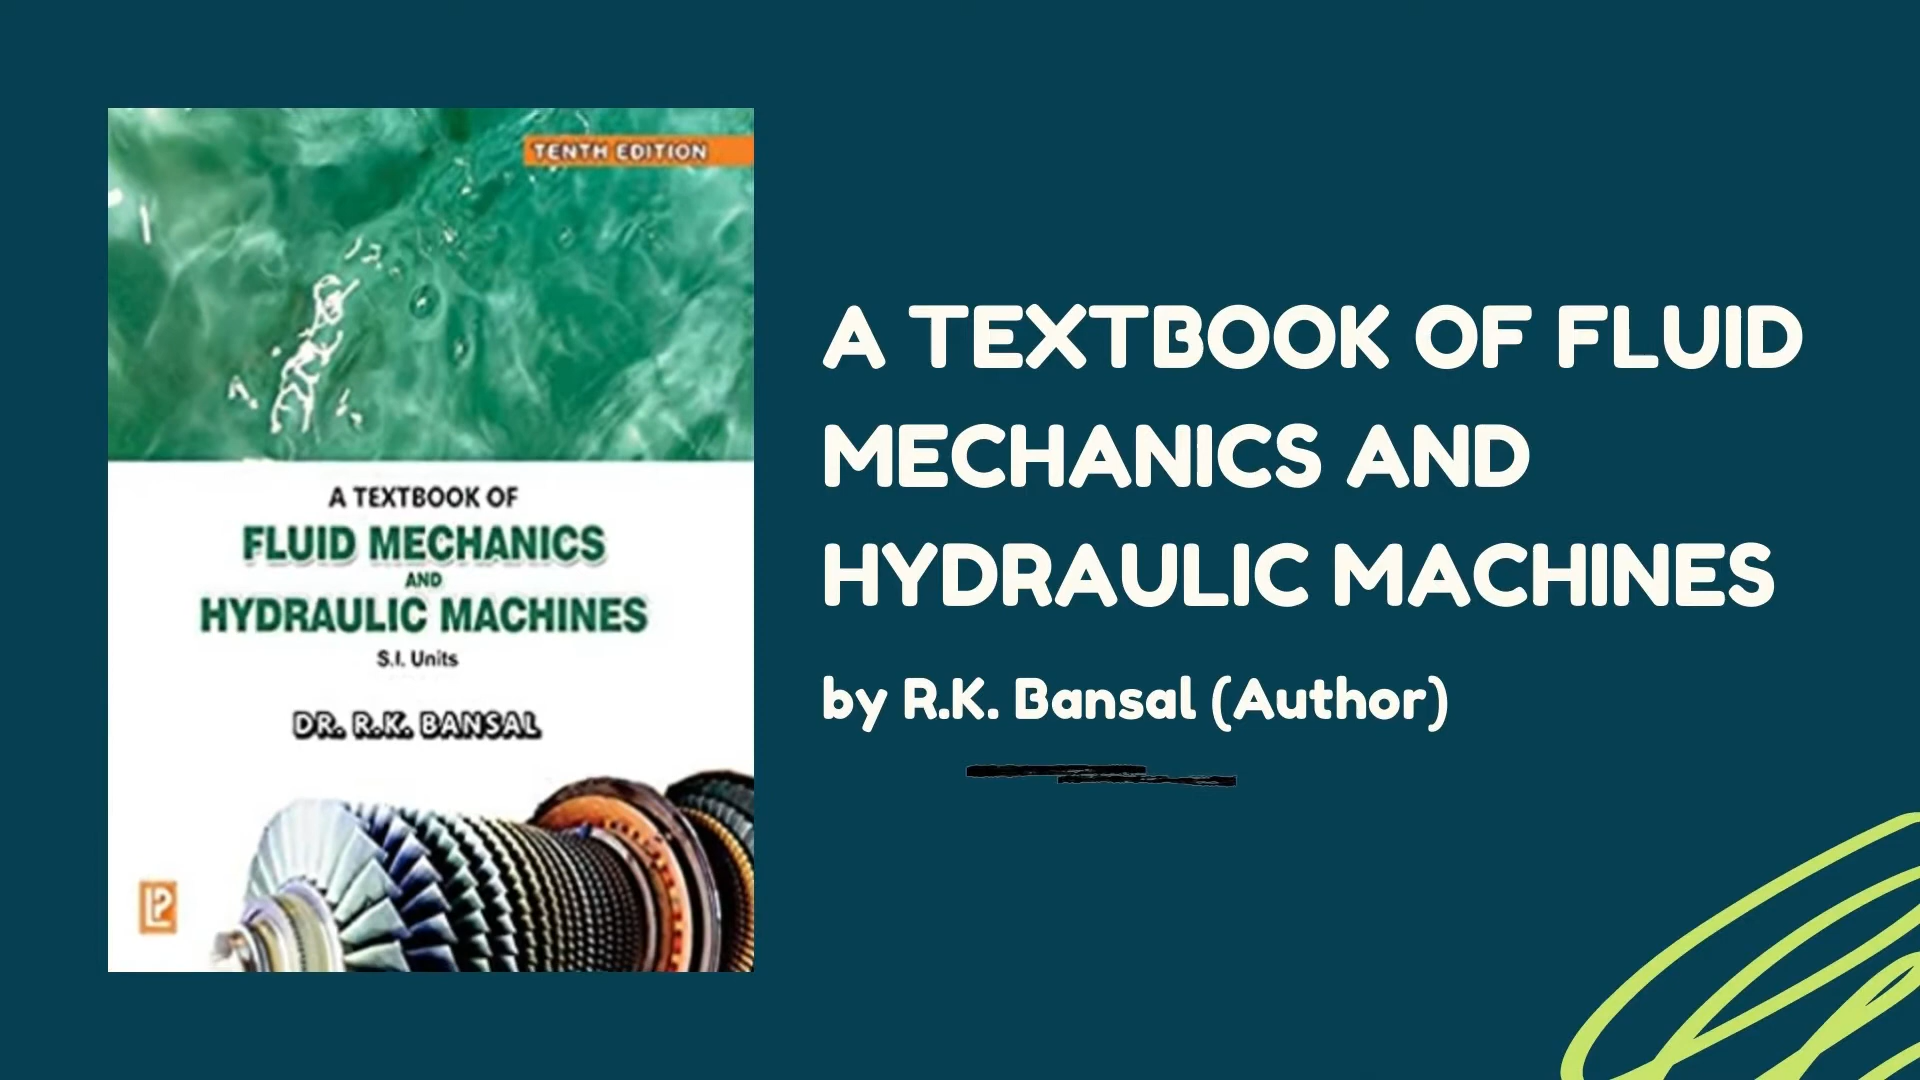 TENTH EDITION
A TEXTBOOK OF
FLUID MECHANICS
AND
HYDRAULIC MACHINES
S.I. Units
DR. R.K. BANSAL
LP
A TEXTBOOK OF FLUID
MECHANICS AND
HYDRAULIC MACHINES
by R.K. Bansal (Author)